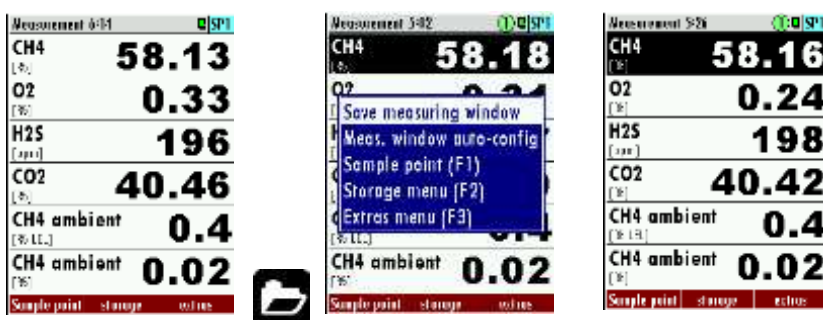 Measurement
SP1
CH4
58.13
[%]
O2
0.33
[%]
H2S
196
[ppm]
CO2
40.46
[%]
CH4 ambient
0.4
CH4 ambient
0.02
[%]
Sample point storage extras
Measurement 5:02
SP1
CH4
58.18
[%]
O2
Save measuring window
Meas. window auto-config
Sample point (F1)
Storage menu (F2)
Extras menu (F3)
CH4 ambient
0.02
[%]
Sample point storage extras
Measurement 5:26
SP1
CH4
58.16
[%]
O2
0.24
[%]
H2S
198
[ppm]
CO2
40.42
[%]
CH4 ambient
0.4
[% LEL]
CH4 ambient
0.02
[%]
Sample point storage extras